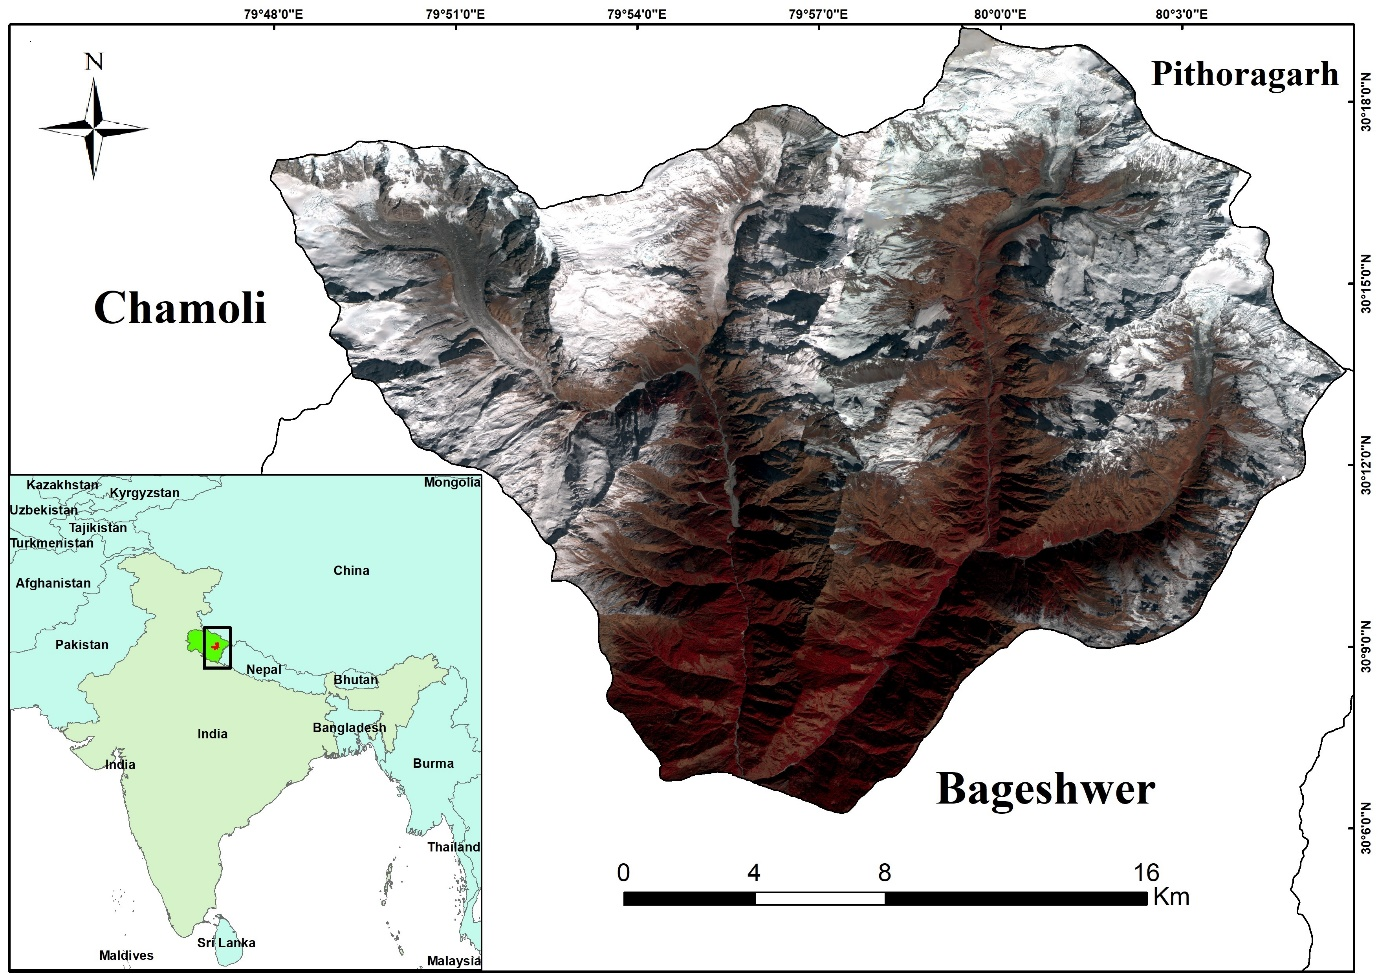 79°48'0"E 79°51'0"E 79°54'0"E 79°57'0"E 80°0'0"E 80°3'0"E
N
Pithoragarh
30°18'0"N
Chamoli
30°15'0"N
30°12'0"N
Kazakhstan
Mongolia
Kyrgyzstan
Uzbekistan
Tajikistan
Turkmenistan
China
Afghanistan
Pakistan
30°9'0"N
Nepal
Bhutan
India
Bangladesh
India
Burma
Bageshwer
30°6'0"N
Thailand
0 4 8 16
Km
Sri Lanka
Maldives
Malaysia